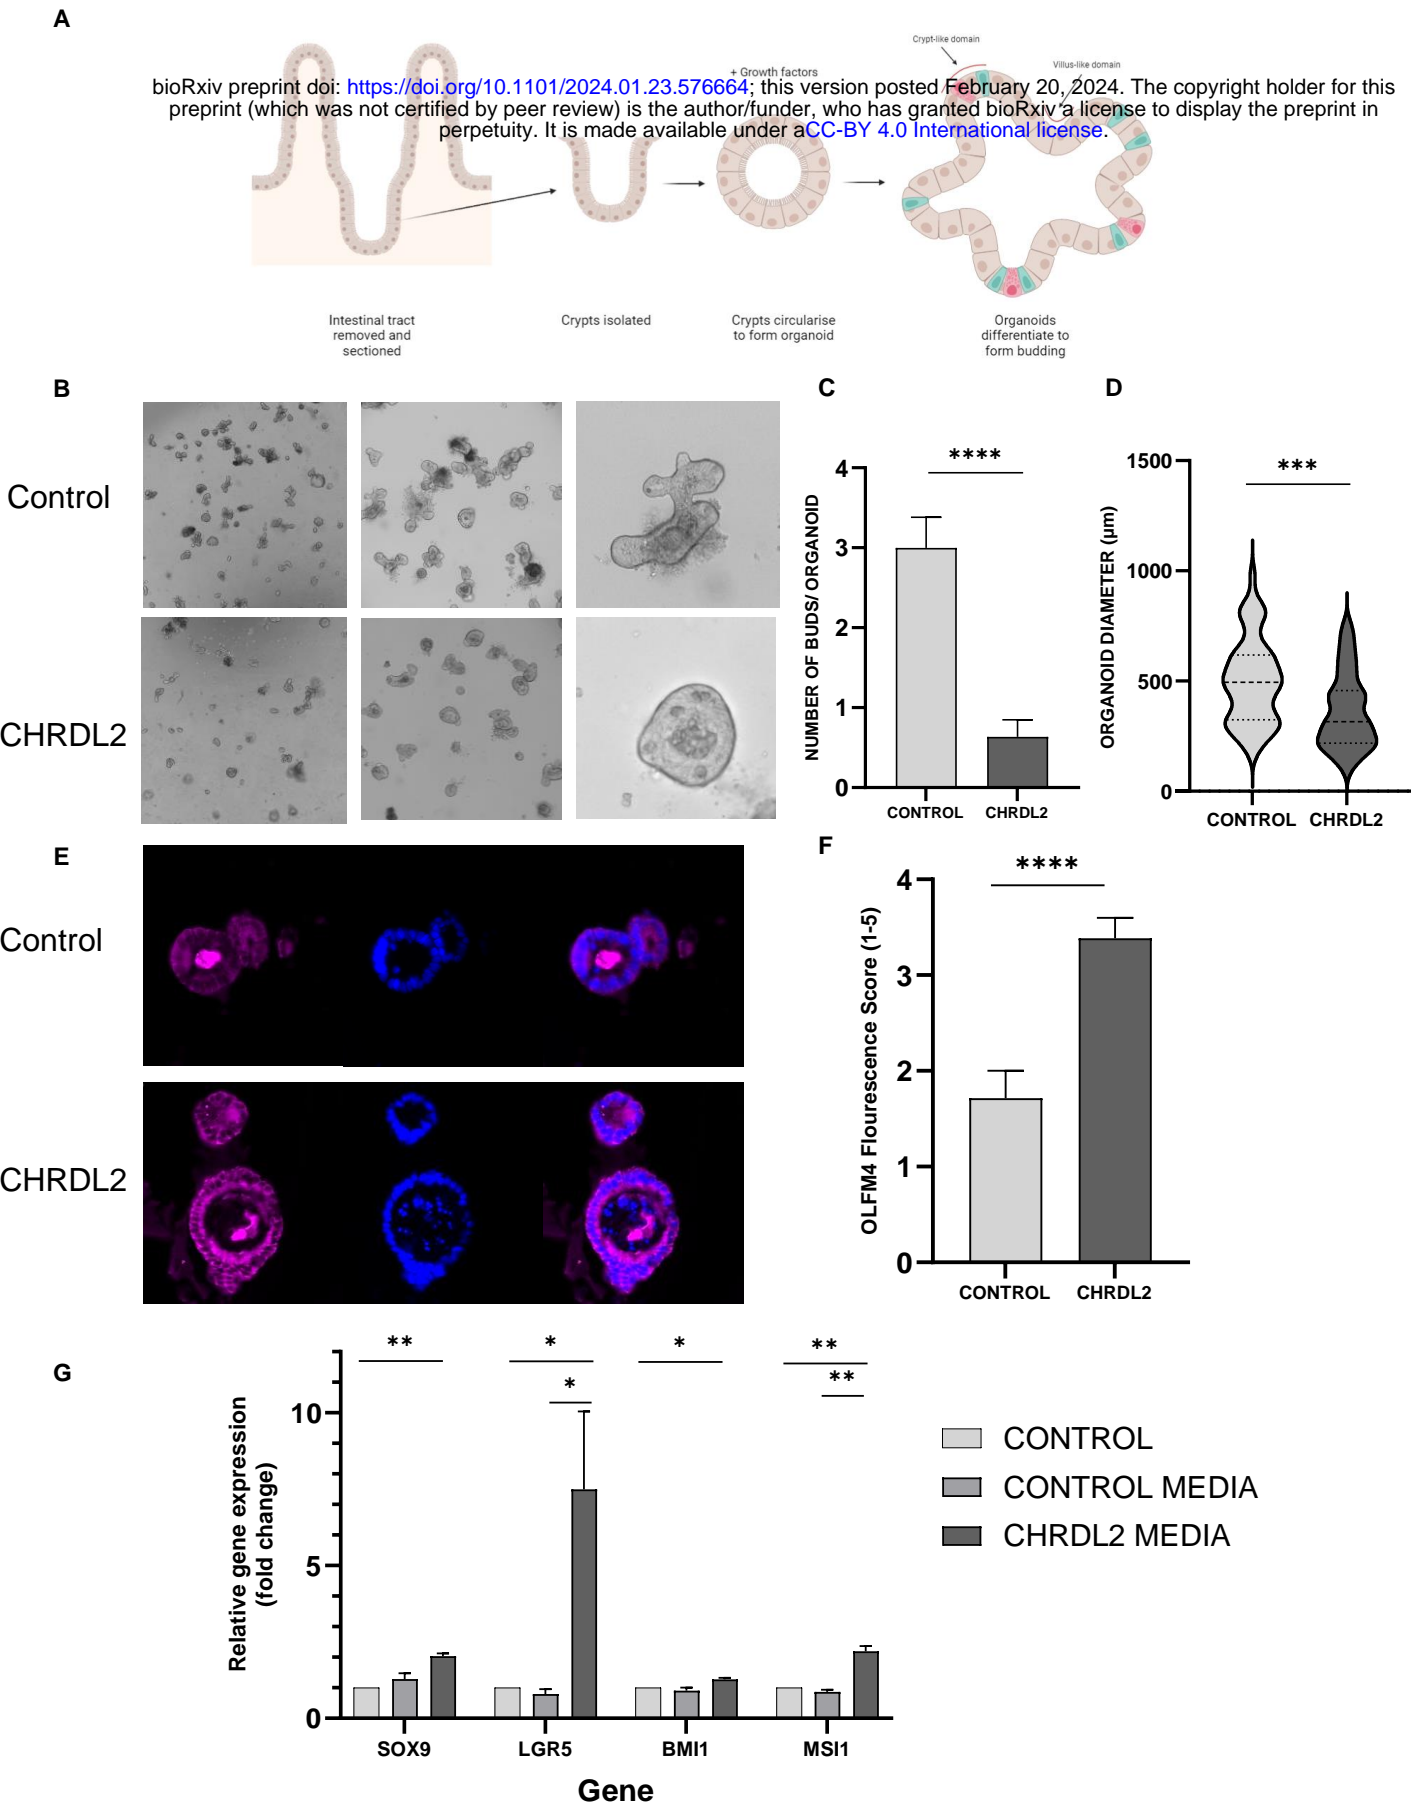 A
Crypt-like domain
Villus-like domain
+ Growth factors
bioRxiv preprint doi: https://doi.org/10.1101/2024.01.23.576664; this version posted February 20, 2024. The copyright holder for this
preprint (which was not certified by peer review) is the author/funder, who has granted bioRxiv a license to display the preprint in
perpetuity. It is made available under aCC-BY 4.0 International license.
Intestinal tract
removed and
sectioned
Crypts isolated
Crypts circularise
to form organoid
Organoids
differentiate to
form budding
B
Control
CHRDL2
C
NUMBER OF BUDS/ ORGANOID
4
3
2
1
0
****
CONTROL
CHRDL2
D
ORGANOID DIAMETER (µm)
1500
1000
500
0
***
CONTROL
CHRDL2
E
Control
CHRDL2
F
OLFM4 Flourescence Score (1-5)
4
3
2
1
0
****
CONTROL
CHRDL2
G
Relative gene expression
(fold change)
10
5
0
**
*
*
*
**
**
SOX9
LGR5
BMI1
MSI1
Gene
CONTROL
CONTROL MEDIA
CHRDL2 MEDIA